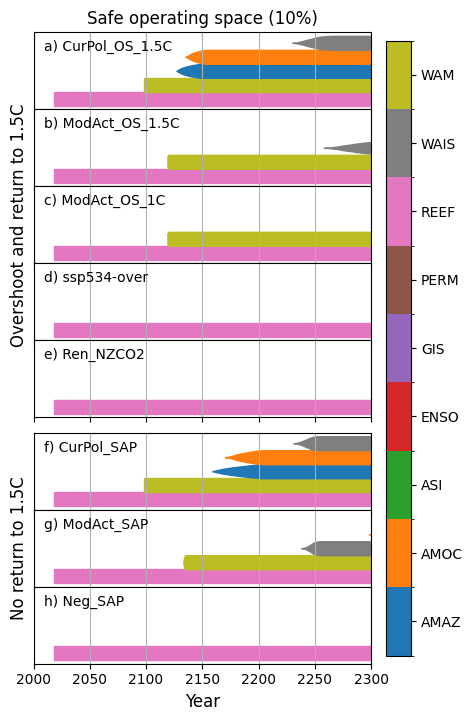 Safe operating space (10%)
Overshoot and return to 1.5C
a) CurPol_OS_1.5C
b) ModAct_OS_1.5C
c) ModAct_OS_1C
d) ssp534-over
e) Ren_NZCO2
No return to 1.5C
f) CurPol_SAP
g) ModAct_SAP
h) Neg_SAP
2000 2050 2100 2150 2200 2250 2300
Year
WAM
WAIS
REEF
PERM
GIS
ENSO
ASI
AMOC
AMAZ